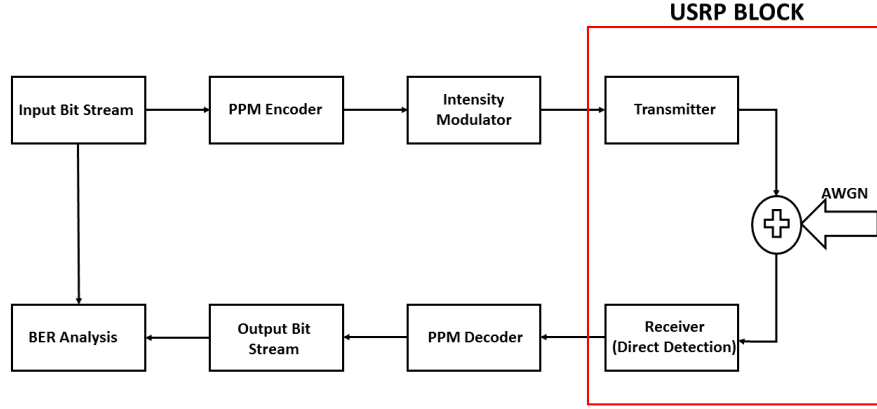 USRP BLOCK
Input Bit Stream
PPM Encoder
Intensity
Modulator
Transmitter
AWGN
BER Analysis
Output Bit
Stream
PPM Decoder
Receiver
(Direct Detection)